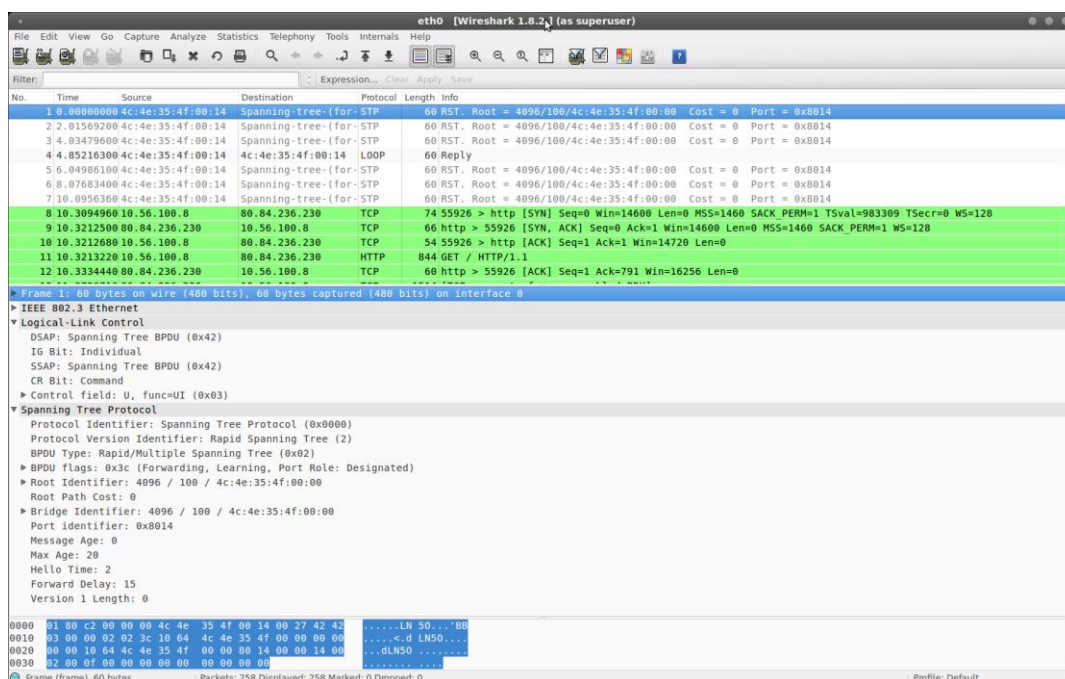 eth0 [Wireshark 1.8.2] (as superuser)
File Edit View Go Capture Analyze Statistics Telephony Tools Internals Help
Filter: Expression... Clear Apply Save
No. Time Source Destination Protocol Length Info
1 0.00000000 4c:4e:35:4f:00:14 Spanning-tree-(for- STP 60 RST. Root = 4096/100/4c:4e:35:4f:00:00 Cost = 0 Port = 0x8014
2 2.01569200 4c:4e:35:4f:00:14 Spanning-tree-(for- STP 60 RST. Root = 4096/100/4c:4e:35:4f:00:00 Cost = 0 Port = 0x8014
3 4.03479600 4c:4e:35:4f:00:14 Spanning-tree-(for- STP 60 RST. Root = 4096/100/4c:4e:35:4f:00:00 Cost = 0 Port = 0x8014
4 4.85216300 4c:4e:35:4f:00:14 4c:4e:35:4f:00:14 LOOP 60 Reply
5 6.04986100 4c:4e:35:4f:00:14 Spanning-tree-(for- STP 60 RST. Root = 4096/100/4c:4e:35:4f:00:00 Cost = 0 Port = 0x8014
6 8.07683400 4c:4e:35:4f:00:14 Spanning-tree-(for- STP 60 RST. Root = 4096/100/4c:4e:35:4f:00:00 Cost = 0 Port = 0x8014
7 10.0956360 4c:4e:35:4f:00:14 Spanning-tree-(for- STP 60 RST. Root = 4096/100/4c:4e:35:4f:00:00 Cost = 0 Port = 0x8014
8 10.3094960 10.56.100.8 80.84.236.230 TCP 74 55926 > http [SYN] Seq=0 Win=14600 Len=0 MSS=1460 SACK_PERM=1 TSval=983309 TSecr=0 WS=128
9 10.3212500 80.84.236.230 10.56.100.8 TCP 66 http > 55926 [SYN, ACK] Seq=0 Ack=1 Win=14600 Len=0 MSS=1460 SACK_PERM=1 WS=128
10 10.3212680 10.56.100.8 80.84.236.230 TCP 54 55926 > http [ACK] Seq=1 Ack=1 Win=14720 Len=0
11 10.3213220 10.56.100.8 80.84.236.230 HTTP 844 GET / HTTP/1.1
12 10.3334440 80.84.236.230 10.56.100.8 TCP 60 http > 55926 [ACK] Seq=1 Ack=791 Win=16256 Len=0
Frame 1: 60 bytes on wire (480 bits), 60 bytes captured (480 bits) on interface 0
IEEE 802.3 Ethernet
Logical-Link Control
DSAP: Spanning Tree BPDU (0x42)
IG Bit: Individual
SSAP: Spanning Tree BPDU (0x42)
CR Bit: Command
Control field: U, func=UI (0x03)
Spanning Tree Protocol
Protocol Identifier: Spanning Tree Protocol (0x0000)
Protocol Version Identifier: Rapid Spanning Tree (2)
BPDU Type: Rapid/Multiple Spanning Tree (0x02)
BPDU flags: 0x3c (Forwarding, Learning, Port Role: Designated)
Root Identifier: 4096 / 100 / 4c:4e:35:4f:00:00
Root Path Cost: 0
Bridge Identifier: 4096 / 100 / 4c:4e:35:4f:00:00
Port identifier: 0x8014
Message Age: 0
Max Age: 20
Hello Time: 2
Forward Delay: 15
Version 1 Length: 0
0000 01 80 c2 00 00 00 4c 4e 35 4f 00 14 00 27 42 42 ......LN 5O...'BB
0010 03 00 00 02 02 3c 10 64 4c 4e 35 4f 00 00 00 00 .....<.d LN5O....
0020 00 00 10 64 4c 4e 35 4f 00 00 80 14 00 00 14 00 ...dLN5O ........
0030 02 00 0f 00 00 00 00 00 00 00 00 00 ........ ....
Frame (frame), 60 bytes Packets: 258 Displayed: 258 Marked: 0 Dropped: 0 Profile: Default